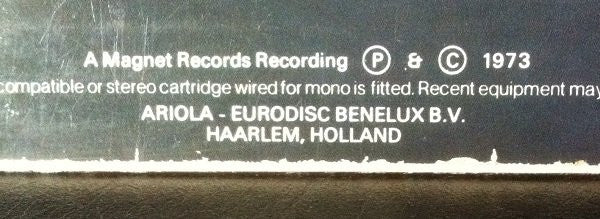 A Magnet Records Recording Ⓟ & Ⓒ 1973
compatible or stereo cartridge wired for mono is fitted. Recent equipment may
ARIOLA - EURODISC BENELUX B.V.
HAARLEM, HOLLAND